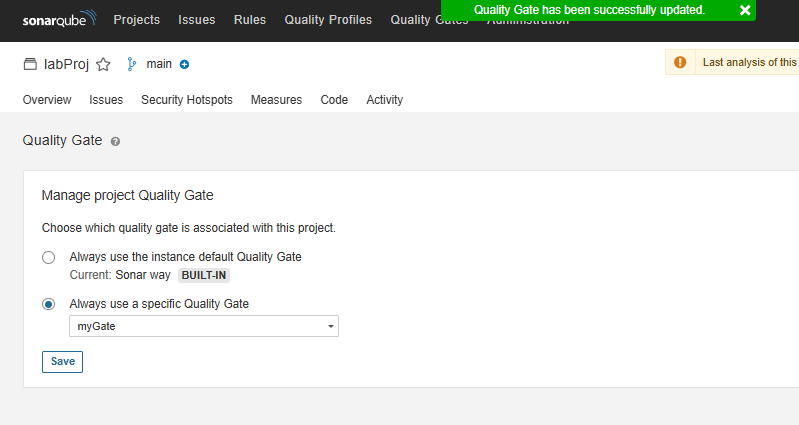 sonarqube Projects Issues Rules Quality Profiles Quality Gates Administration
Quality Gate has been successfully updated.
labProj main
Last analysis of this
Overview Issues Security Hotspots Measures Code Activity
Quality Gate
Manage project Quality Gate
Choose which quality gate is associated with this project.
Always use the instance default Quality Gate
Current: Sonar way BUILT-IN
Always use a specific Quality Gate
myGate
Save